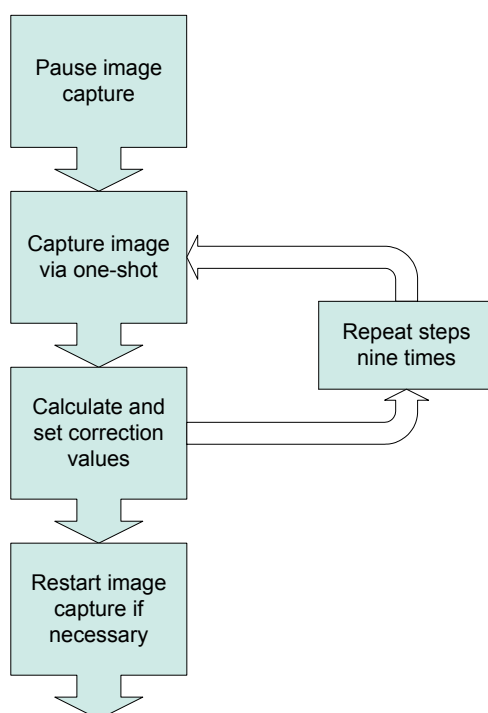 Pause image
capture
Capture image
via one-shot
Repeat steps
nine times
Calculate and
set correction
values
Restart image
capture if
necessary